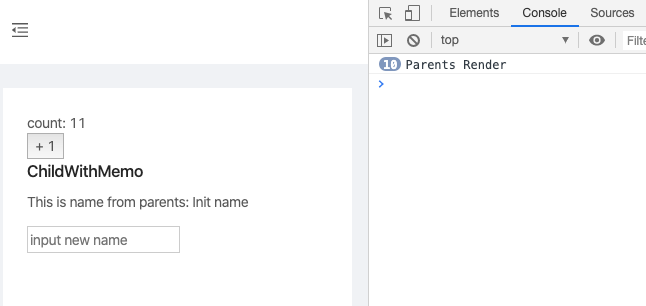 Elements Console Sources
top Filte
10 Parents Render
count: 11
+ 1
ChildWithMemo
This is name from parents: Init name
input new name